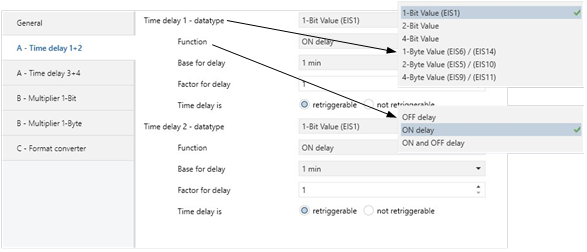 General
A - Time delay 1+2
A - Time delay 3+4
B - Multiplier 1-Bit
B - Multiplier 1-Byte
C - Format converter
Time delay 1 - datatype
1-Bit Value (EIS1)
Function
ON delay
Base for delay
1 min
Factor for delay
1
Time delay is
retriggerable
not retriggerable
Time delay 2 - datatype
1-Bit Value (EIS1)
Function
ON delay
Base for delay
1 min
Factor for delay
1
Time delay is
retriggerable
not retriggerable
1-Bit Value (EIS1)
2-Bit Value
4-Bit Value
1-Byte Value (EIS6) / (EIS14)
2-Byte Value (EIS5) / (EIS10)
4-Byte Value (EIS9) / (EIS11)
OFF delay
ON delay
ON and OFF delay